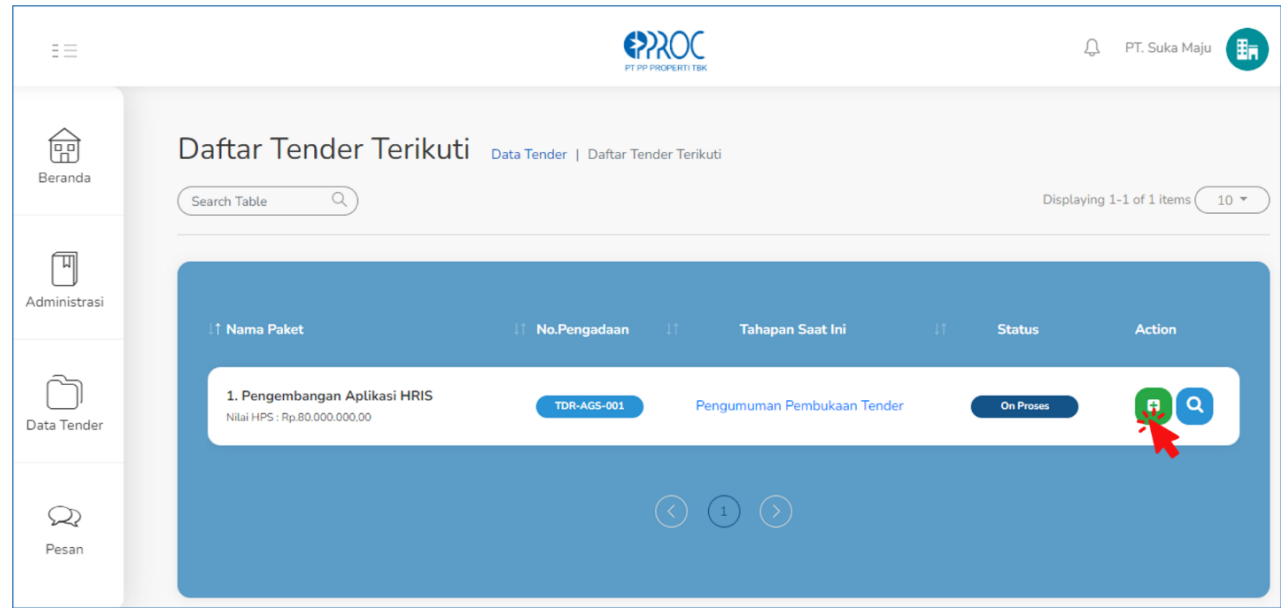 EPPROC
PT PP PROPERTI TBK
PT. Suka Maju
Beranda
Administrasi
Data Tender
Pesan
Daftar Tender Terikuti
Data Tender | Daftar Tender Terikuti
Search Table
Displaying 1-1 of 1 items
10
Nama Paket
No.Pengadaan
Tahapan Saat Ini
Status
Action
1. Pengembangan Aplikasi HRIS
Nilai HPS : Rp.80.000.000,00
TDR-AGS-001
Pengumuman Pembukaan Tender
On Proses
1